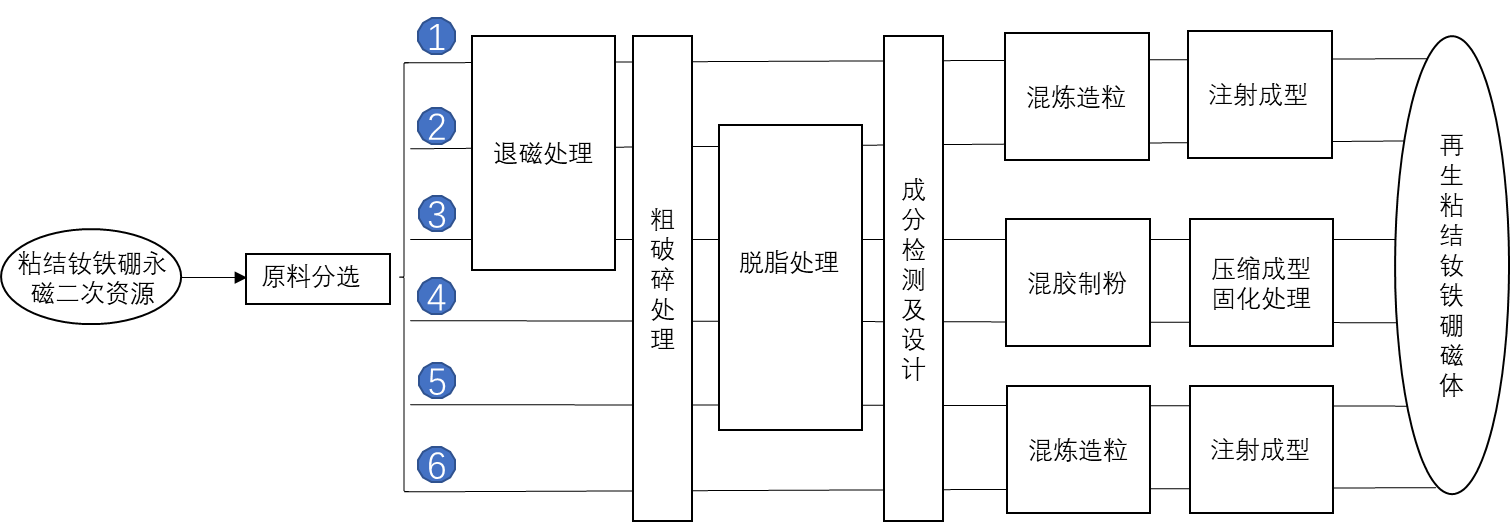 粘结钕铁硼永
磁二次资源
原料分选
1
2
3
4
5
6
退磁处理
粗破碎处理
脱脂处理
成分检测及设计
混炼造粒
注射成型
混胶制粉
压缩成型
固化处理
混炼造粒
注射成型
再生粘结钕铁硼磁体